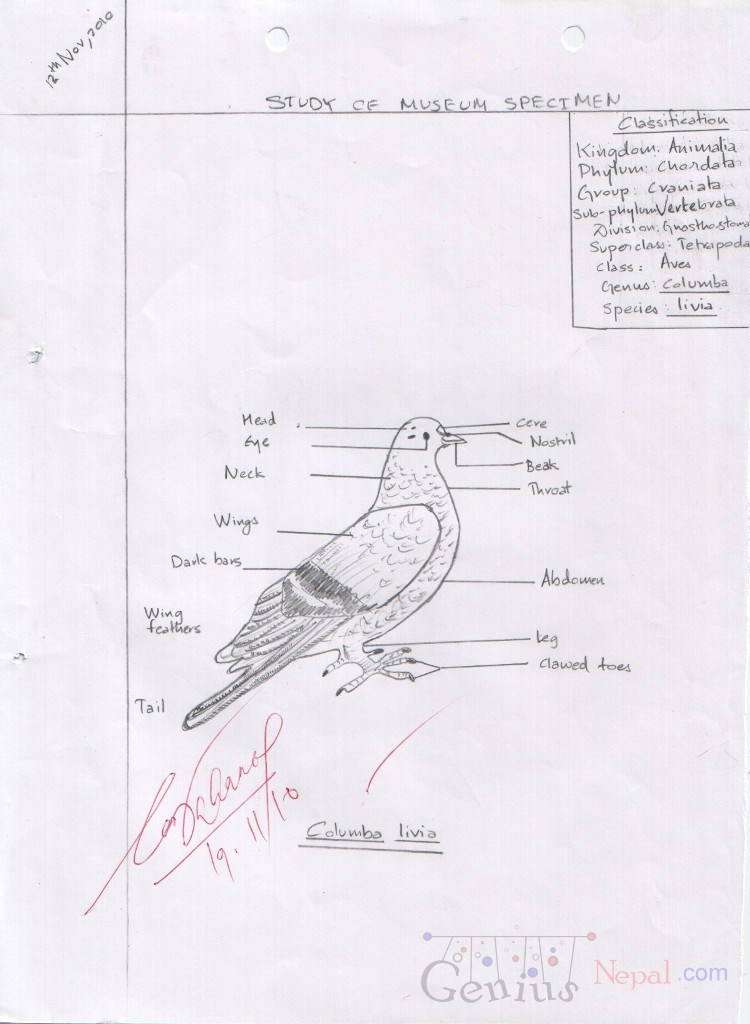 12th Nov, 2010
STUDY OF MUSEUM SPECIMEN
Classification
Kingdom: Animalia
Phylum: Chordata
Group: Craniata
Sub-phylum Vertebrata
Division: Gnathostoma
Superclass: Tetrapoda
Class: Aves
Genus: Columba
Species: livia
Head
Eye
Neck
Wings
Dark bars
Wing
feathers
Tail
Cere
Nostril
Beak
Throat
Abdomen
Leg
Clawed toes
19.11/10
Columba livia
Genius Nepal.com